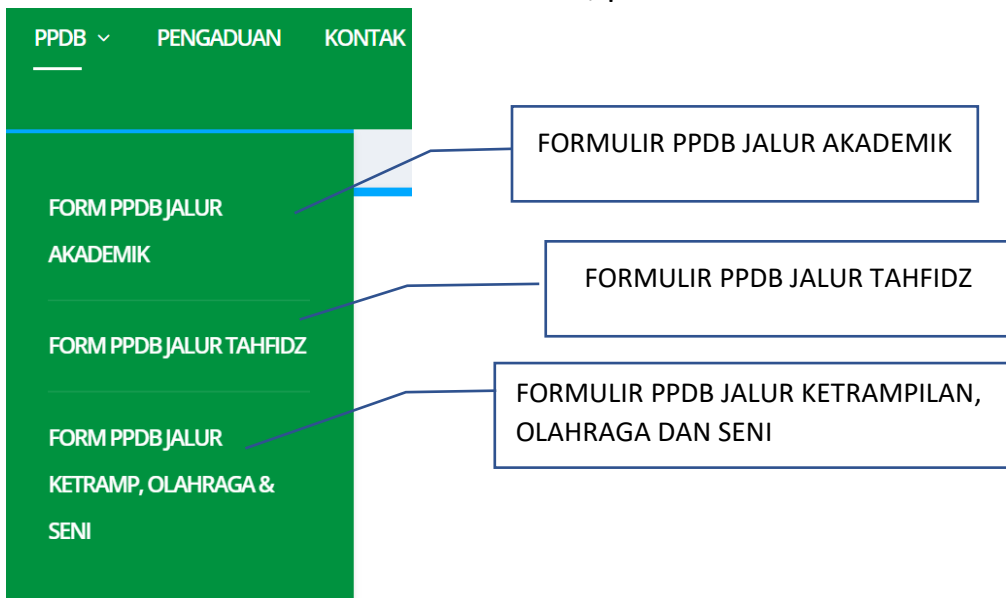 PPDB PENGADUAN KONTAK
FORMULIR PPDB JALUR AKADEMIK
FORM PPDB JALUR
AKADEMIK
FORMULIR PPDB JALUR TAHFIDZ
FORM PPDB JALUR TAHFIDZ
FORMULIR PPDB JALUR KETRAMPILAN,
OLAHRAGA DAN SENI
FORM PPDB JALUR
KETRAMP, OLAHRAGA &
SENI